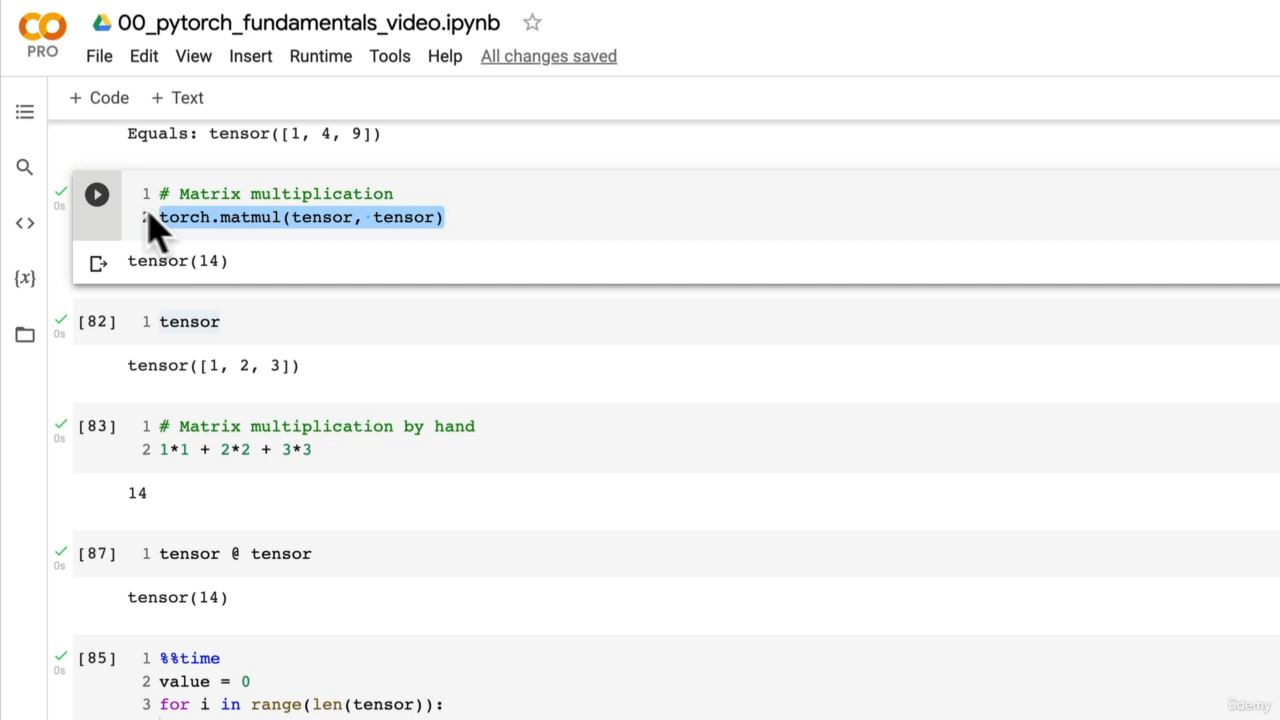 00_pytorch_fundamentals_video.ipynb
PRO
File Edit View Insert Runtime Tools Help All changes saved
+ Code + Text
Equals: tensor([1, 4, 9])
1 # Matrix multiplication
2 torch.matmul(tensor, tensor)
0s
tensor(14)
[82] 1 tensor
0s
tensor([1, 2, 3])
[83] 1 # Matrix multiplication by hand
0s 2 1*1 + 2*2 + 3*3
14
[87] 1 tensor @ tensor
0s
tensor(14)
[85] 1 %%time
0s 2 value = 0
3 for i in range(len(tensor)):
ûdemy